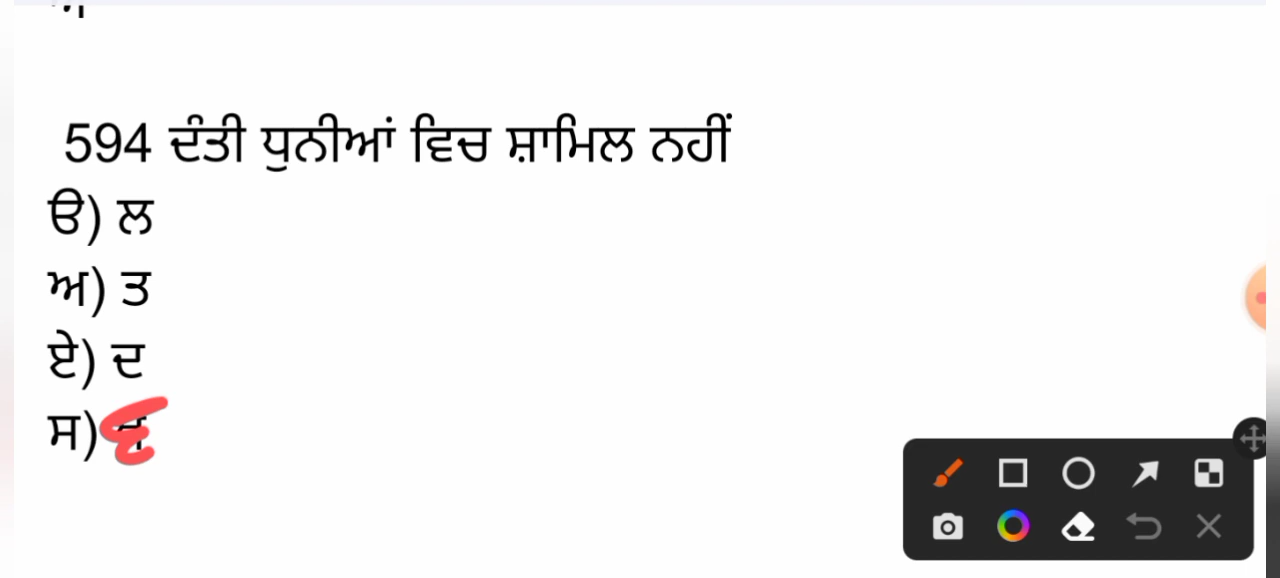 594 ਦੰਤੀ ਧੁਨੀਆਂ ਵਿਚ ਸ਼ਾਮਿਲ ਨਹੀਂ
ੳ) ਲ
ਅ) ਤ
ੲ) ਦ
ਸ)